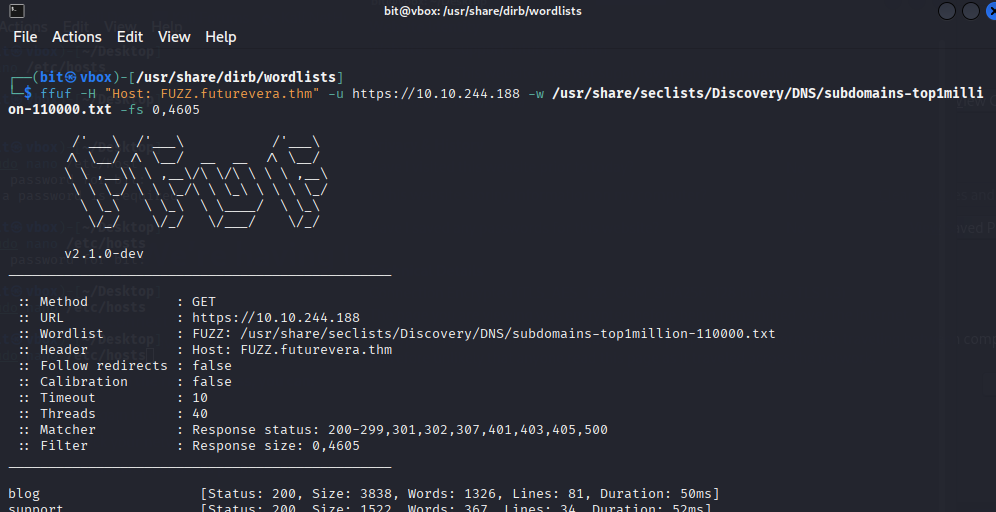 bit@vbox: /usr/share/dirb/wordlists
File Actions Edit View Help
┌──(bit㉿vbox)-[/usr/share/dirb/wordlists]
└─$ ffuf -H "Host: FUZZ.futurevera.thm" -u https://10.10.244.188 -w /usr/share/seclists/Discovery/DNS/subdomains-top1milli
on-110000.txt -fs 0,4605
v2.1.0-dev
:: Method : GET
:: URL : https://10.10.244.188
:: Wordlist : FUZZ: /usr/share/seclists/Discovery/DNS/subdomains-top1million-110000.txt
:: Header : Host: FUZZ.futurevera.thm
:: Follow redirects : false
:: Calibration : false
:: Timeout : 10
:: Threads : 40
:: Matcher : Response status: 200-299,301,302,307,401,403,405,500
:: Filter : Response size: 0,4605
blog [Status: 200, Size: 3838, Words: 1326, Lines: 81, Duration: 50ms]
support [Status: 200, Size: 1522, Words: 367, Lines: 34, Duration: 52ms]